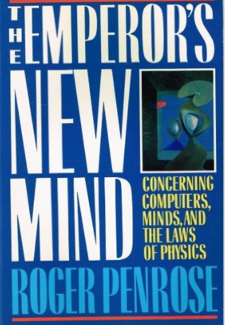 THE EMPEROR'S
NEW
MIND
CONCERNING
COMPUTERS,
MINDS, AND
THE LAWS
OF PHYSICS
ROGER PENROSE